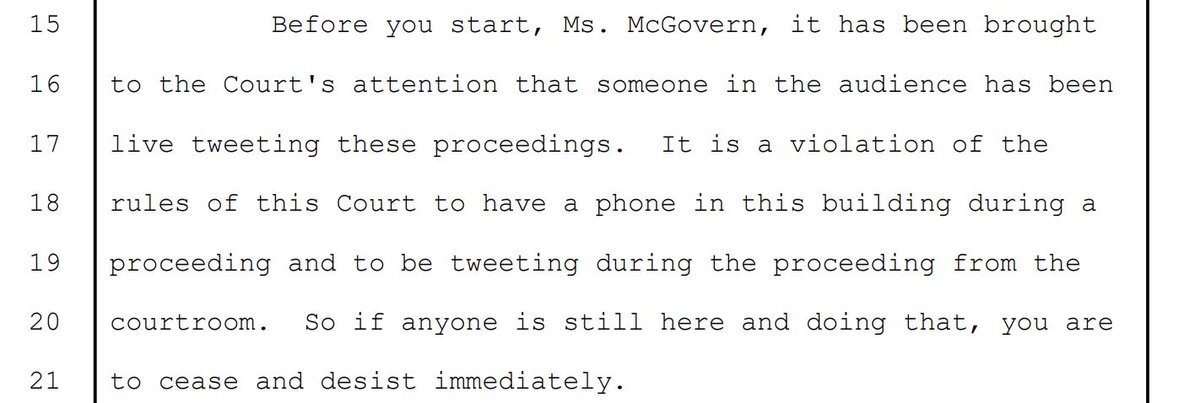 15 Before you start, Ms. McGovern, it has been brought
16 to the Court's attention that someone in the audience has been
17 live tweeting these proceedings. It is a violation of the
18 rules of this Court to have a phone in this building during a
19 proceeding and to be tweeting during the proceeding from the
20 courtroom. So if anyone is still here and doing that, you are
21 to cease and desist immediately.